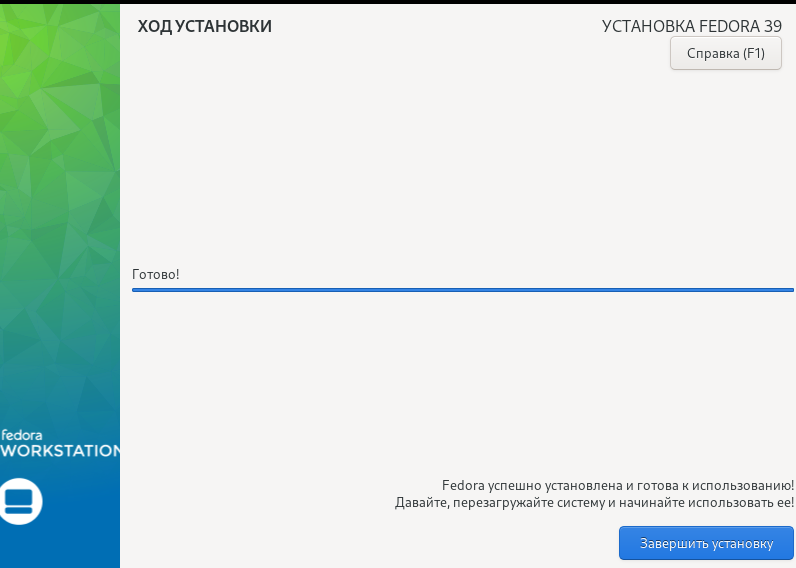 ХОД УСТАНОВКИ
УСТАНОВКА FEDORA 39
Справка (F1)
Готово!
fedora
WORKSTATION
Fedora успешно установлена и готова к использованию!
Давайте, перезагружайте систему и начинайте использовать ее!
Завершить установку